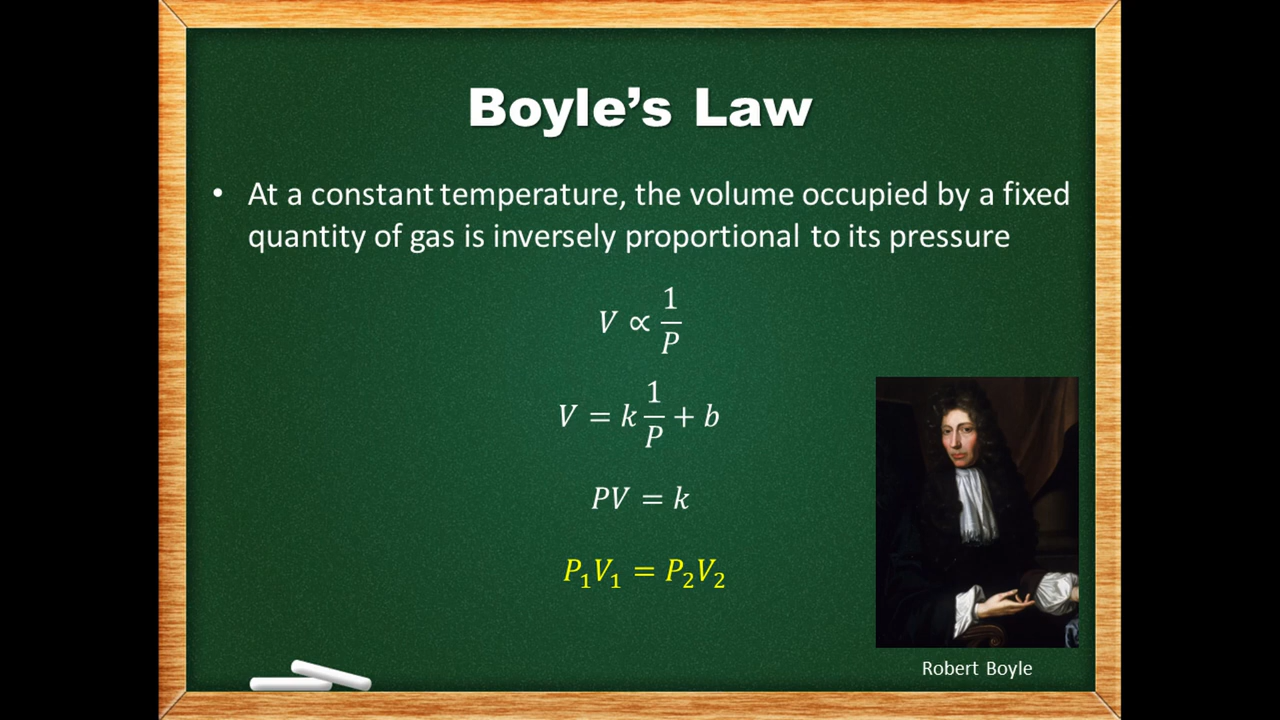 Boyle’s Law
• At a constant temperature, the volume occupied by a fixed
quantity of gas is inversely proportional to its pressure
V ∝ 1/P
V = k 1/P + b
PV = k
P₁V₁ = P₂V₂
Robert Boyle